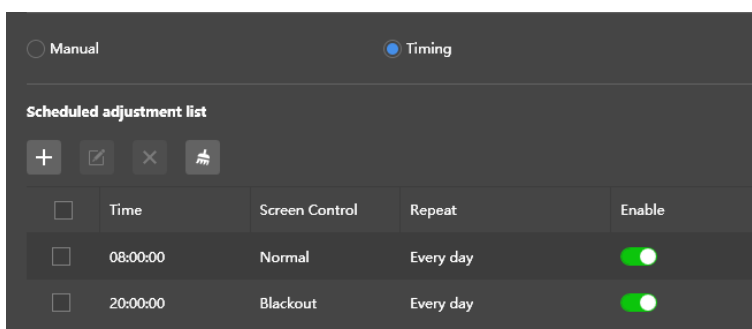 Manual Timing
Scheduled adjustment list
Time Screen Control Repeat Enable
08:00:00 Normal Every day
20:00:00 Blackout Every day